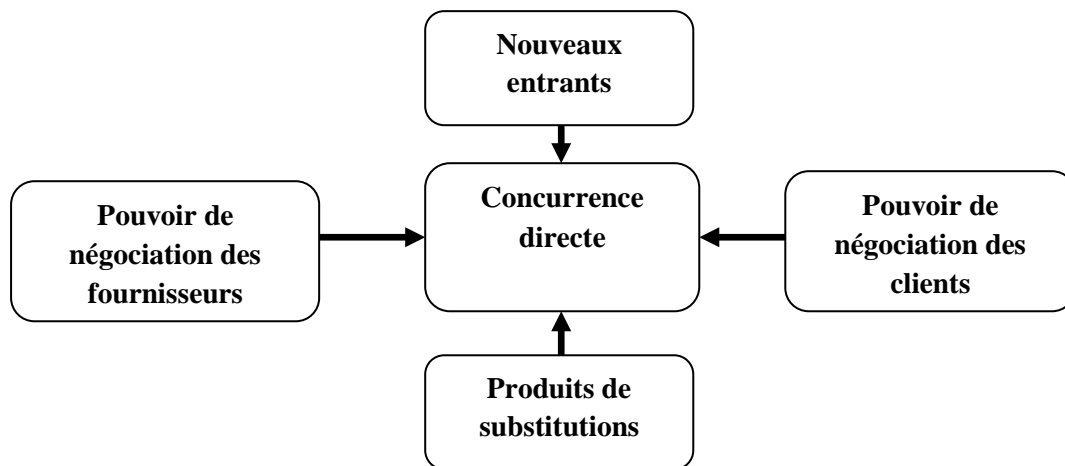 Nouveaux
entrants
Concurrence
directe
Pouvoir de
négociation des
fournisseurs
Pouvoir de
négociation des
clients
Produits de
substitutions